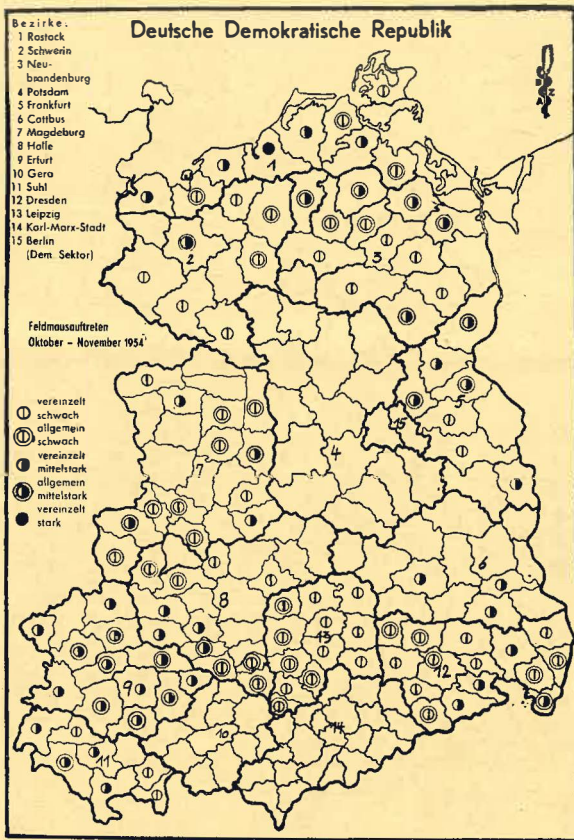 Deutsche Demokratische Republik
Bezirke:
1 Rostock
2 Schwerin
3 Neu-
brandenburg
4 Potsdam
5 Frankfurt
6 Cottbus
7 Magdeburg
8 Halle
9 Erfurt
10 Gera
11 Suhl
12 Dresden
13 Leipzig
14 Karl-Marx-Stadt
15 Berlin
(Dem. Sektor)
Feldmausauftreten
Oktober – November 1954
vereinzelt
schwach
allgemein
schwach
vereinzelt
mittelstark
allgemein
mittelstark
vereinzelt
stark
1
2
3
4
5
15
7
6
8
13
12
9
10
14
11